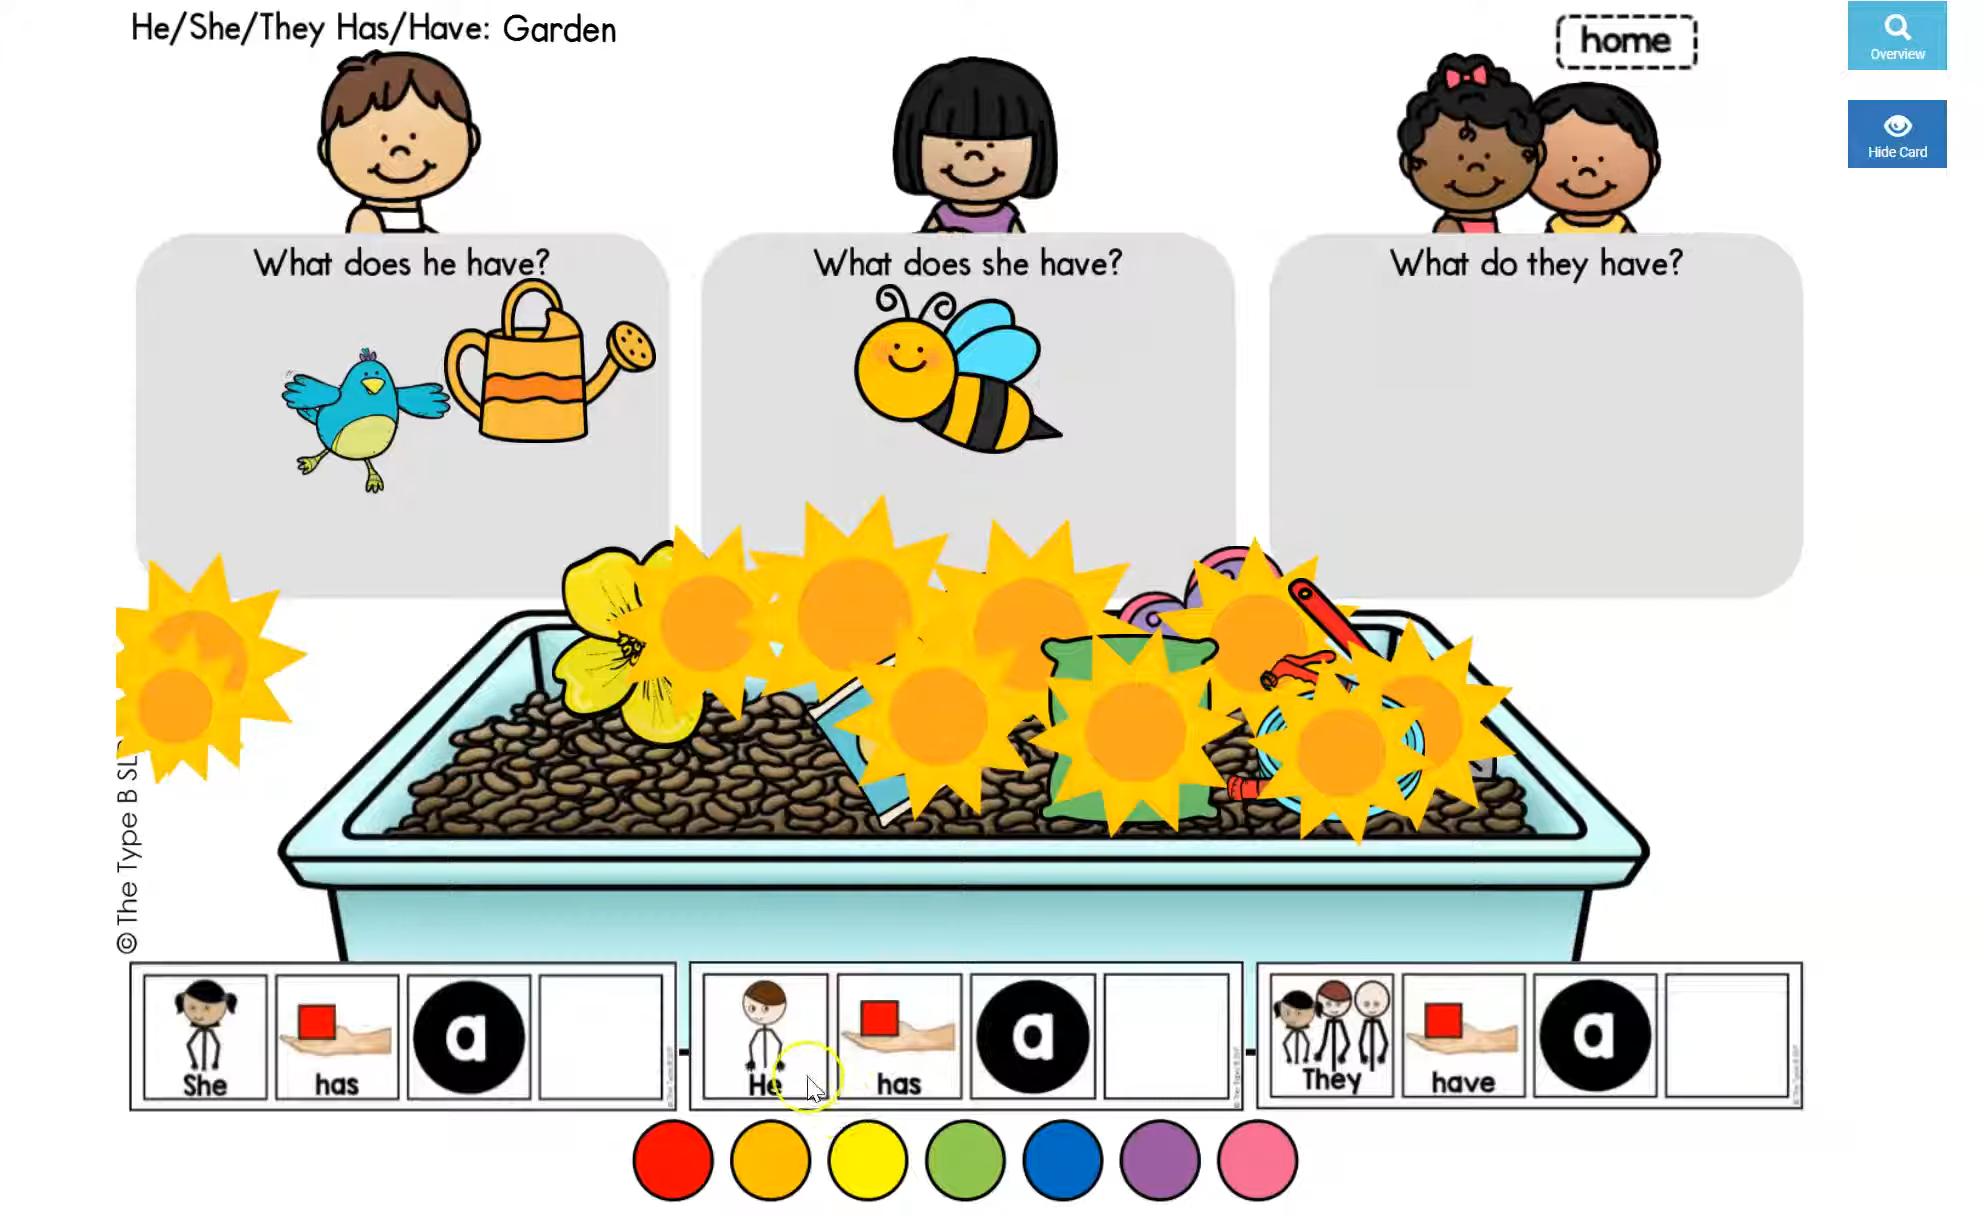 He/She/They Has/Have: Garden
home
Overview
Hide Card
What does he have?
What does she have?
What do they have?
© The Type B SL
She
has
a
He
has
a
They
have
a